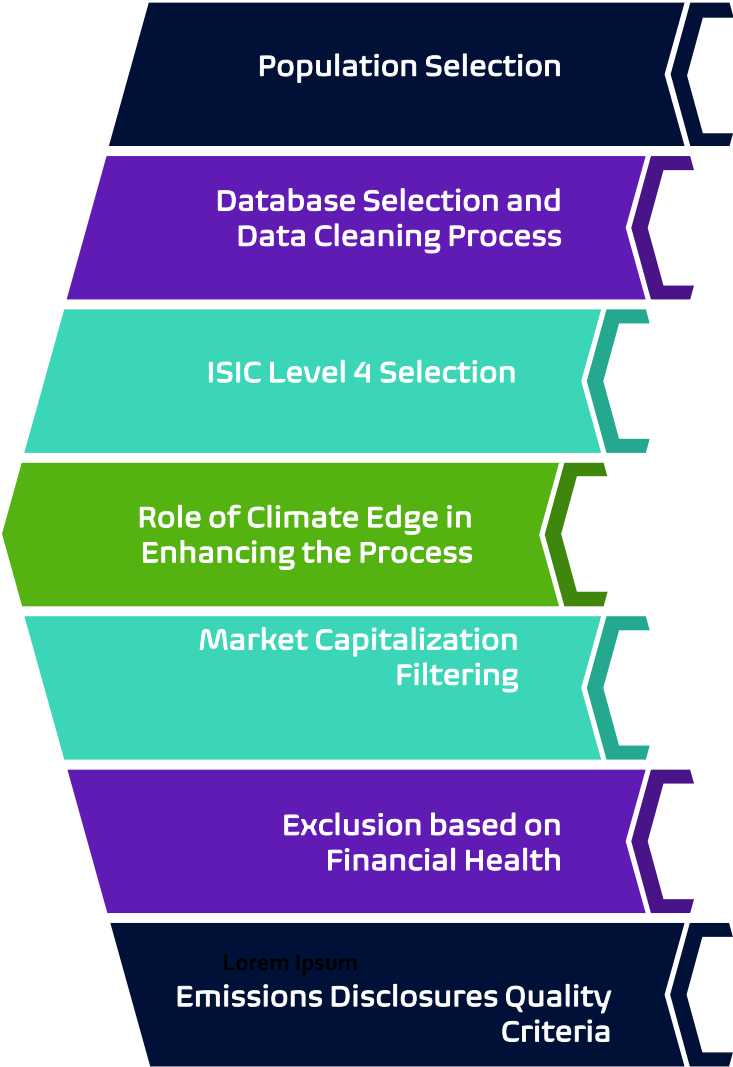 Population Selection
Database Selection and
Data Cleaning Process
ISIC Level 4 Selection
Role of Climate Edge in
Enhancing the Process
Market Capitalization
Filtering
Exclusion based on
Financial Health
Lorem Ipsum
Emissions Disclosures Quality
Criteria